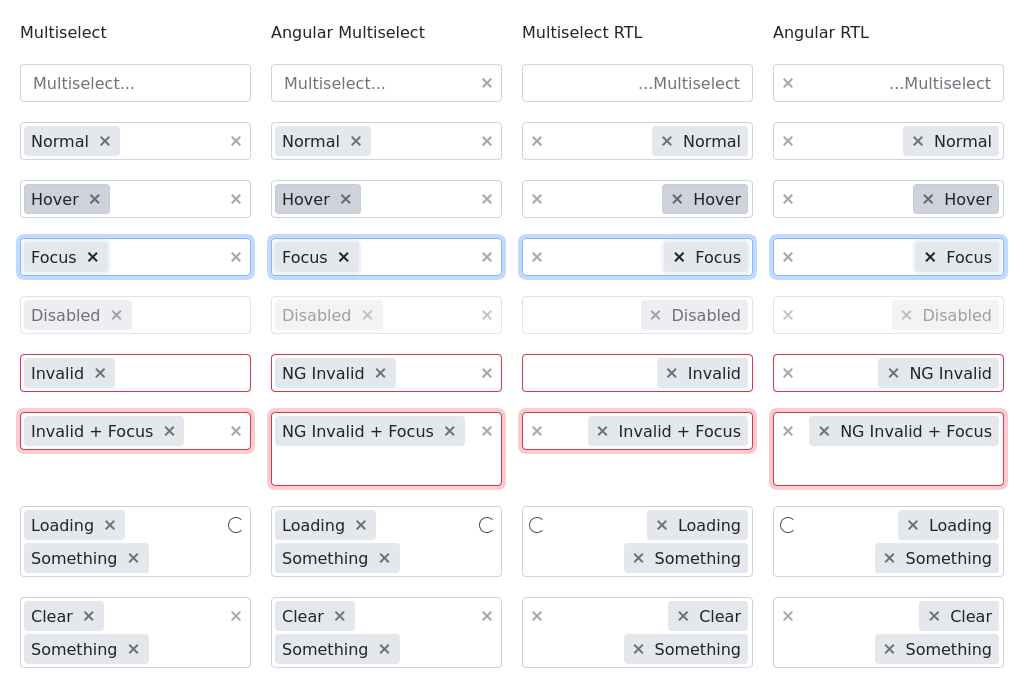 Multiselect Angular Multiselect Multiselect RTL Angular RTL
Multiselect... Multiselect... ...Multiselect ...Multiselect
Normal Normal Normal Normal
Hover Hover Hover Hover
Focus Focus Focus Focus
Disabled Disabled Disabled Disabled
Invalid NG Invalid Invalid NG Invalid
Invalid + Focus NG Invalid + Focus Invalid + Focus NG Invalid + Focus
Loading Loading Loading Loading
Something Something Something Something
Clear Clear Clear Clear
Something Something Something Something